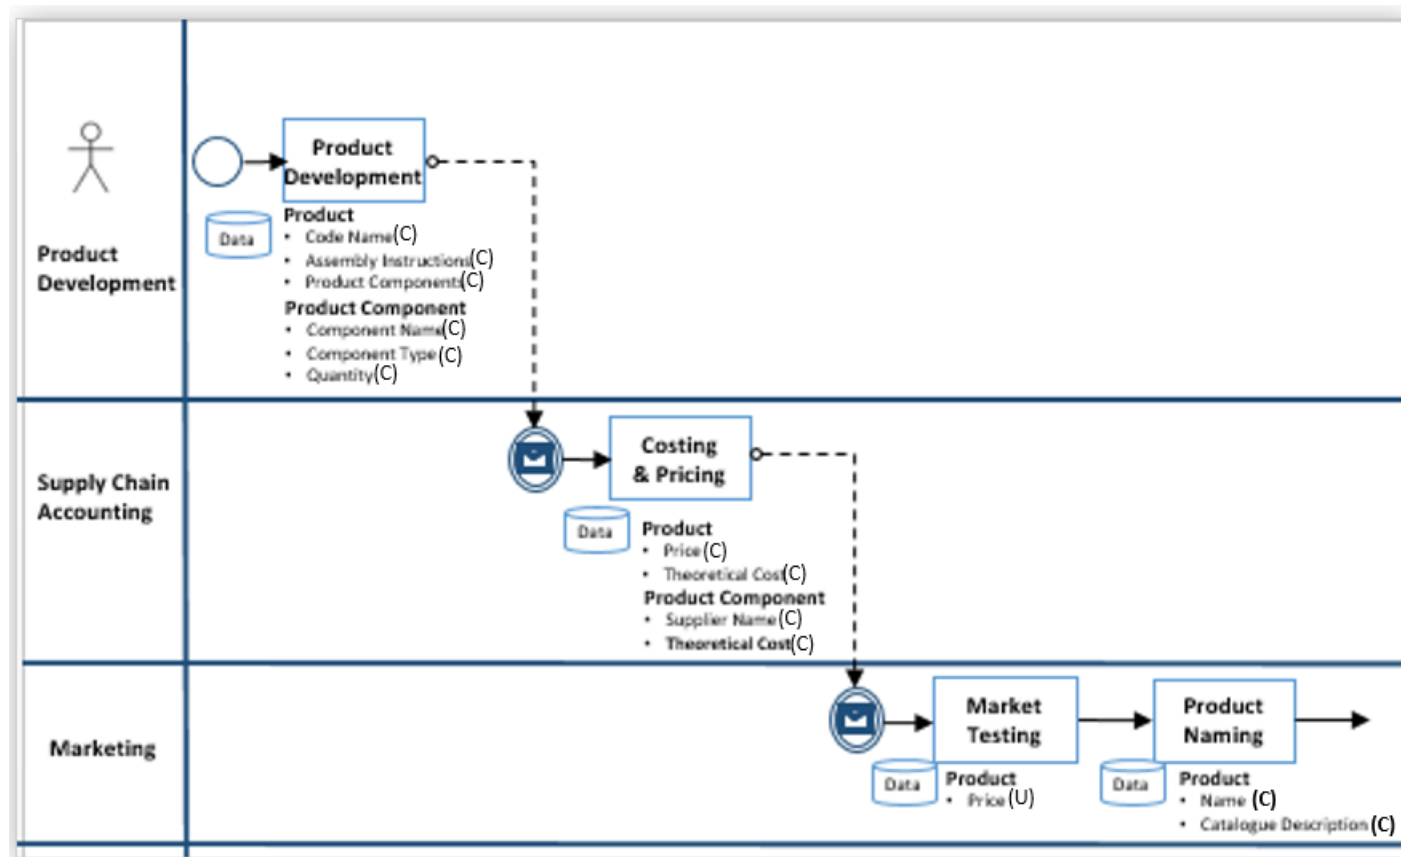 Product
Development
Product
Development
Data
Product
• Code Name(C)
• Assembly Instructions(C)
• Product Components(C)
Product Component
• Component Name(C)
• Component Type(C)
• Quantity(C)
Supply Chain
Accounting
Costing
& Pricing
Data
Product
• Price(C)
• Theoretical Cost(C)
Product Component
• Supplier Name(C)
• Theoretical Cost(C)
Marketing
Market
Testing
Data
Product
• Price(U)
Product
Naming
Data
Product
• Name (C)
• Catalogue Description (C)